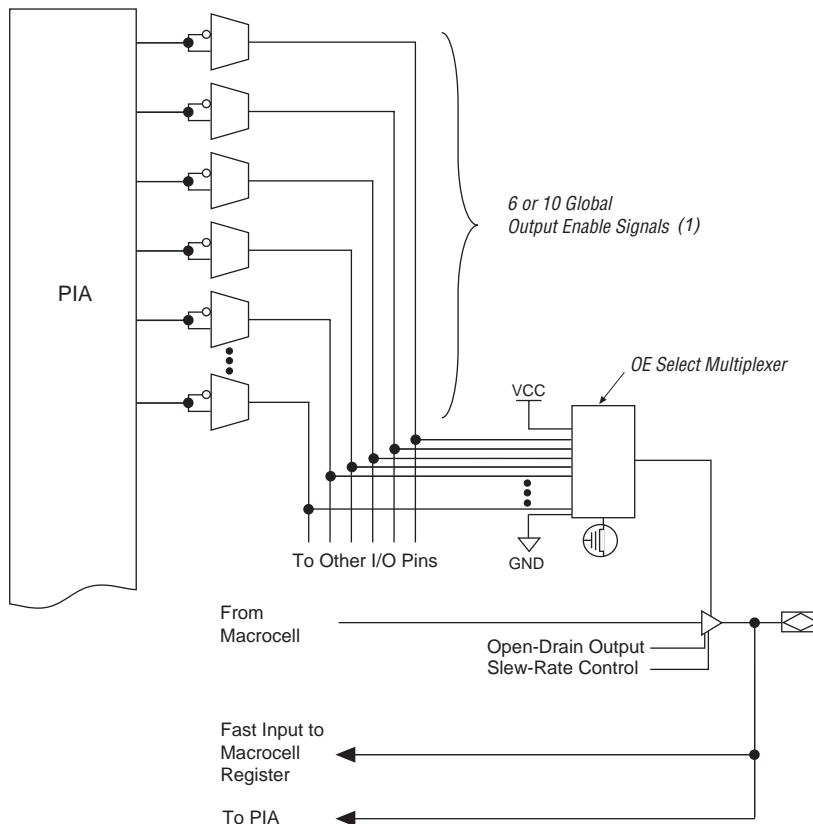 6 or 10 Global
Output Enable Signals (1)
PIA
OE Select Multiplexer
VCC
To Other I/O Pins
GND
From
Macrocell
Open-Drain Output
Slew-Rate Control
Fast Input to
Macrocell
Register
To PIA